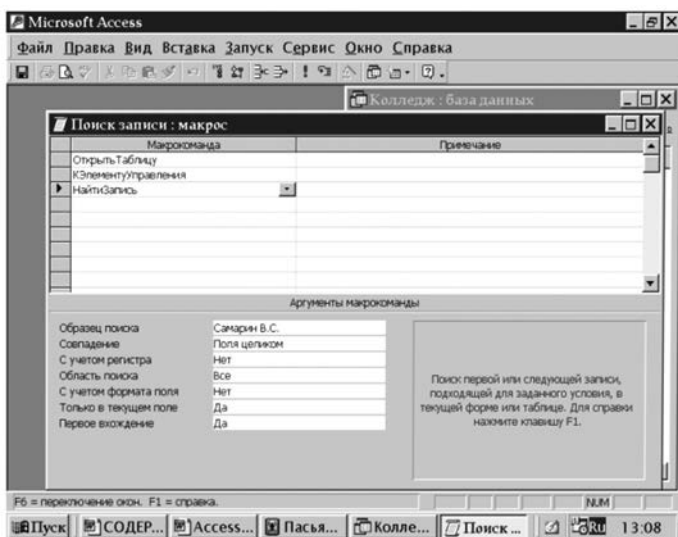 Microsoft Access
Файл Правка Вид Вставка Запуск Сервис Окно Справка
Колледж : база данных
Поиск записи : макрос
Макрокоманда Примечание
ОткрытьТаблицу
КЭлементуУправления
НайтиЗапись
Аргументы макрокоманды
Образец поиска Самарин В.С.
Совпадение Поля целиком
С учетом регистра Нет
Область поиска Все
С учетом формата поля Нет
Только в текущем поле Да
Первое вхождение Да
Поиск первой или следующей записи,
подходящей для заданного условия, в
текущей форме или таблице. Для справки
нажмите клавишу F1.
F6 = переключение окон. F1 = справка.
NUM
Пуск СОДЕР... Access... Пасья... Колле... Поиск ... Ru 13:08